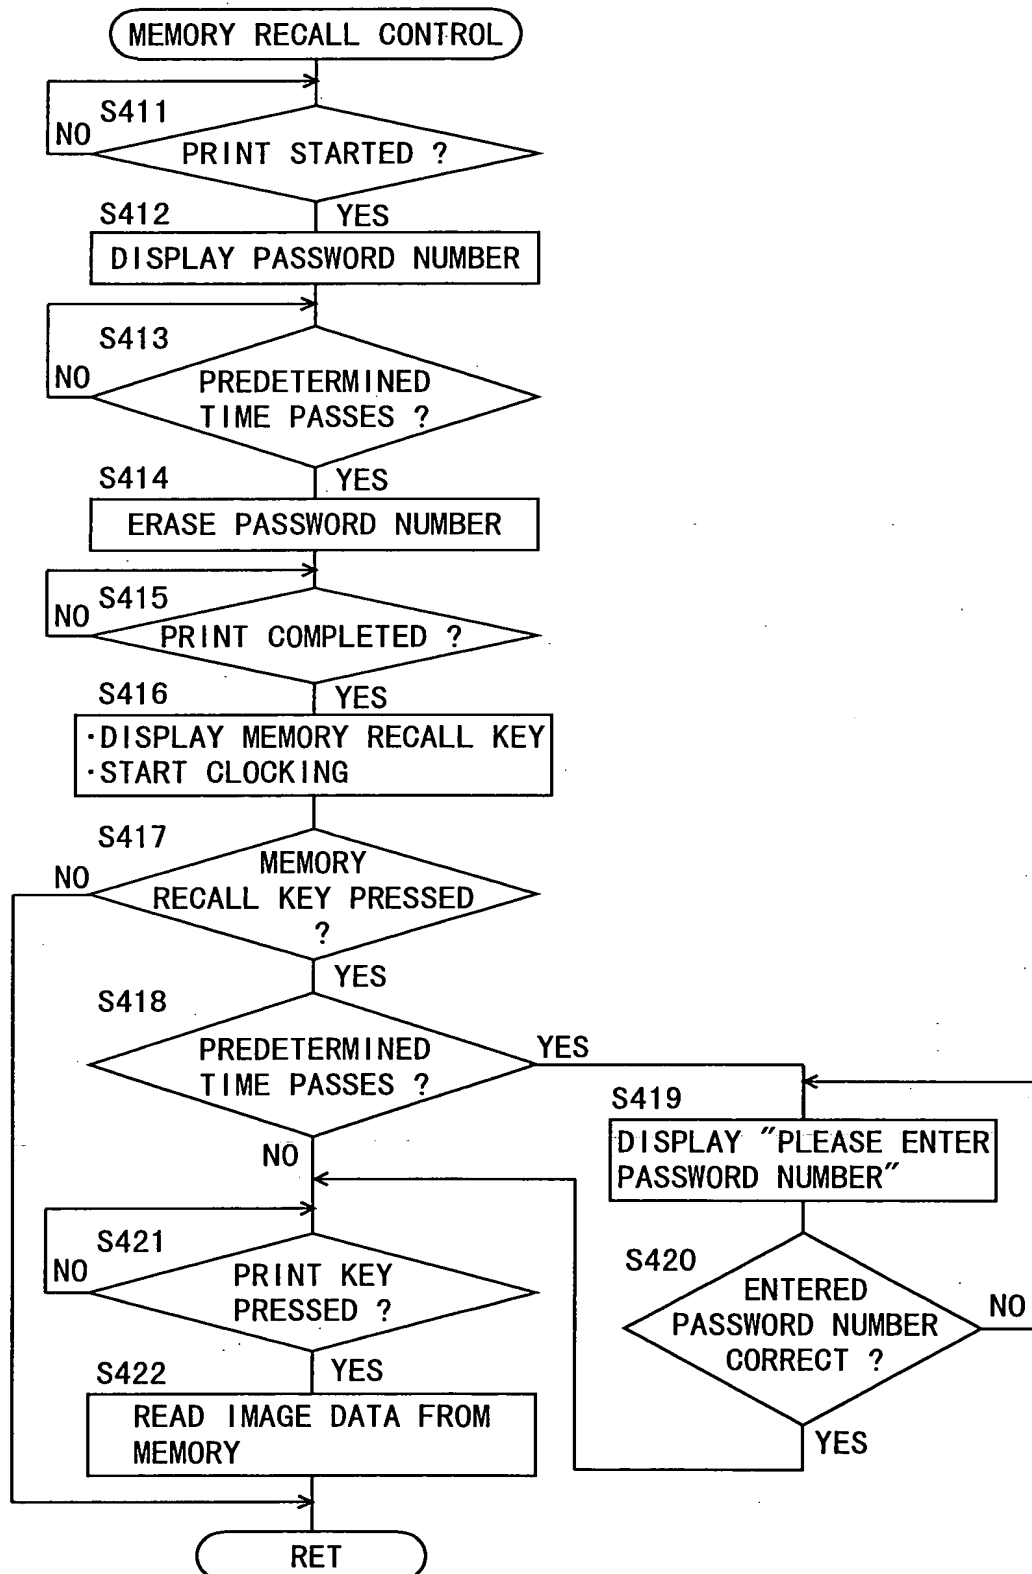 MEMORY RECALL CONTROL
S411
NO
PRINT STARTED ?
YES
S412
DISPLAY PASSWORD NUMBER
S413
NO
PREDETERMINED
TIME PASSES ?
YES
S414
ERASE PASSWORD NUMBER
S415
NO
PRINT COMPLETED ?
YES
S416
·DISPLAY MEMORY RECALL KEY
·START CLOCKING
S417
NO
MEMORY
RECALL KEY PRESSED
?
YES
S418
PREDETERMINED
TIME PASSES ?
YES
NO
S419
DISPLAY "PLEASE ENTER
PASSWORD NUMBER"
S420
ENTERED
PASSWORD NUMBER
CORRECT ?
NO
YES
S421
NO
PRINT KEY
PRESSED ?
YES
S422
READ IMAGE DATA FROM
MEMORY
RET